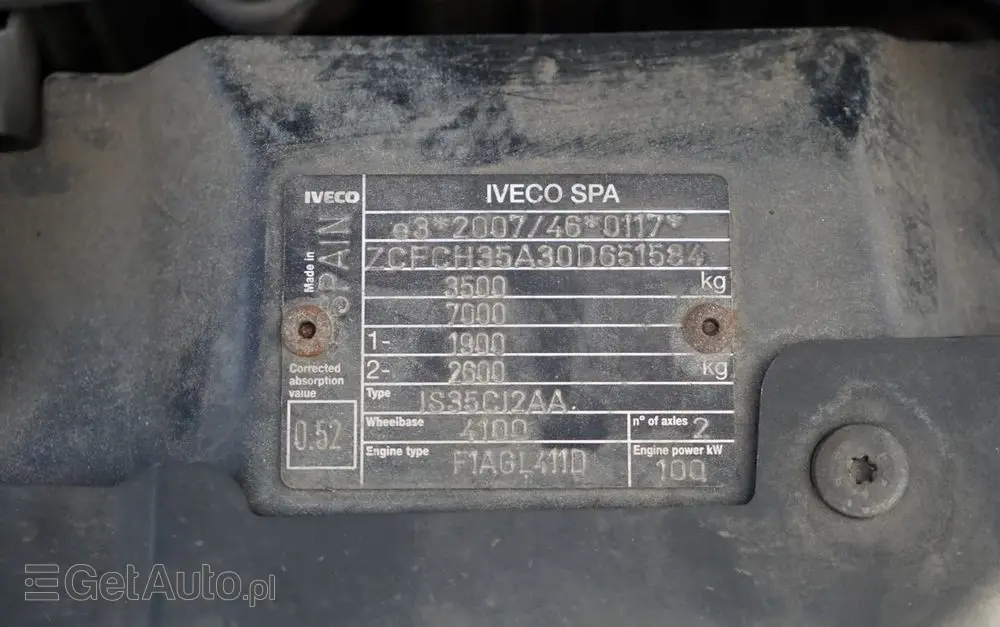 IVECO
IVECO SPA
Made in
SPAIN
e3*2007/46*0117*
ZCFCH35A30D651584
3500 kg
7000
1- 1900
2- 2600 kg
Corrected
absorption
value
0.52
Type IS35CI2AA.
Wheelbase 4100
n° of axles 2
Engine type F1AGL411D
Engine power kW
100
GetAuto.pl